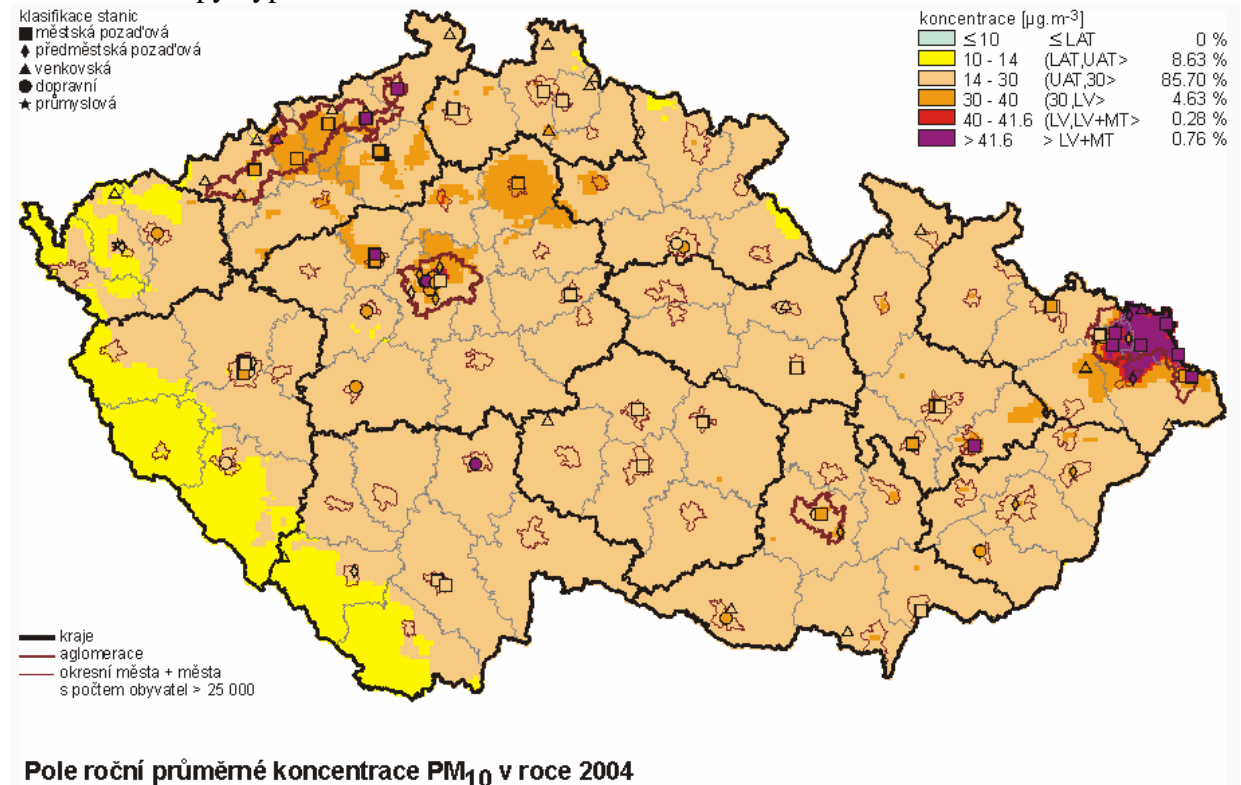 klasifikace stanic
městská pozaďová
předměstská pozaďová
venkovská
dopravní
průmyslová
koncentrace [µg.m-3]
≤ 10 ≤ LAT 0 %
10 - 14 (LAT,UAT> 8.63 %
14 - 30 (UAT,30> 85.70 %
30 - 40 (30,LV> 4.63 %
40 - 41.6 (LV,LV+MT> 0.28 %
> 41.6 > LV+MT 0.76 %
kraje
aglomerace
okresní města + města
s počtem obyvatel > 25 000
Pole roční průměrné koncentrace PM10 v roce 2004